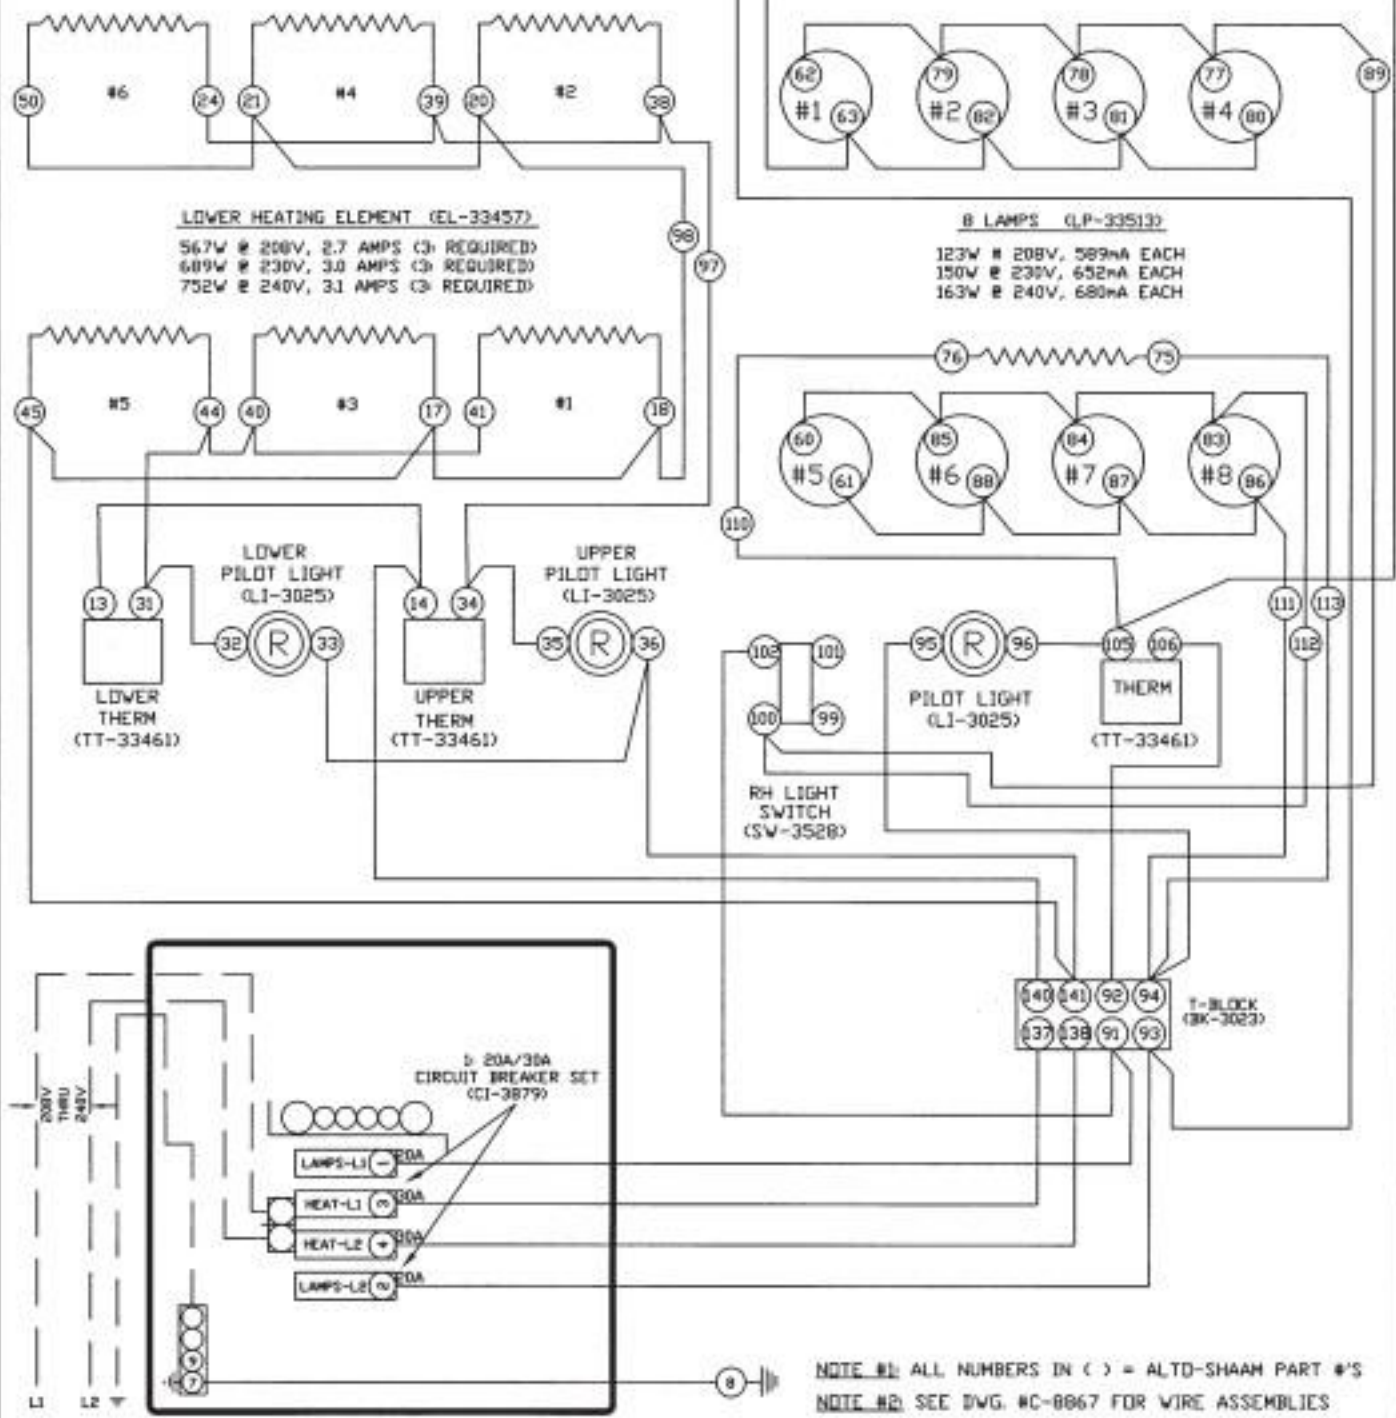 #6
#4
#2
50
24
21
39
20
38
62
79
78
77
89
#1
63
#2
82
#3
81
#4
80
LOWER HEATING ELEMENT (EL-33457)
567W @ 208V, 2.7 AMPS (3) REQUIRED)
689W @ 230V, 3.0 AMPS (3) REQUIRED)
752W @ 240V, 3.1 AMPS (3) REQUIRED)
98
97
8 LAMPS (LP-33513)
123W @ 208V, 589mA EACH
150W @ 230V, 652mA EACH
163W @ 240V, 680mA EACH
76
75
#5
#3
#1
45
44
40
17
41
18
60
85
84
83
#5
61
#6
88
#7
87
#8
86
110
LOWER
PILOT LIGHT
(LI-3025)
UPPER
PILOT LIGHT
(LI-3025)
13
31
14
34
111
113
32
R
33
35
R
36
102
101
95
R
96
105
106
112
LOWER
THERM
(TT-33461)
UPPER
THERM
(TT-33461)
100
99
PILOT LIGHT
(LI-3025)
THERM
(TT-33461)
RH LIGHT
SWITCH
(SW-3528)
140
141
92
94
137
138
91
93
T-BLOCK
(BK-3023)
1) 20A/30A
CIRCUIT BREAKER SET
(CI-3879)
208V
THRU
240V
LAMPS-L1
1
20A
HEAT-L1
3
30A
HEAT-L2
4
30A
LAMPS-L2
2
20A
9
7
8
L1
L2
NOTE #1: ALL NUMBERS IN ( ) = ALTO-SHAAM PART #'S
NOTE #2: SEE DWG. #C-8867 FOR WIRE ASSEMBLIES